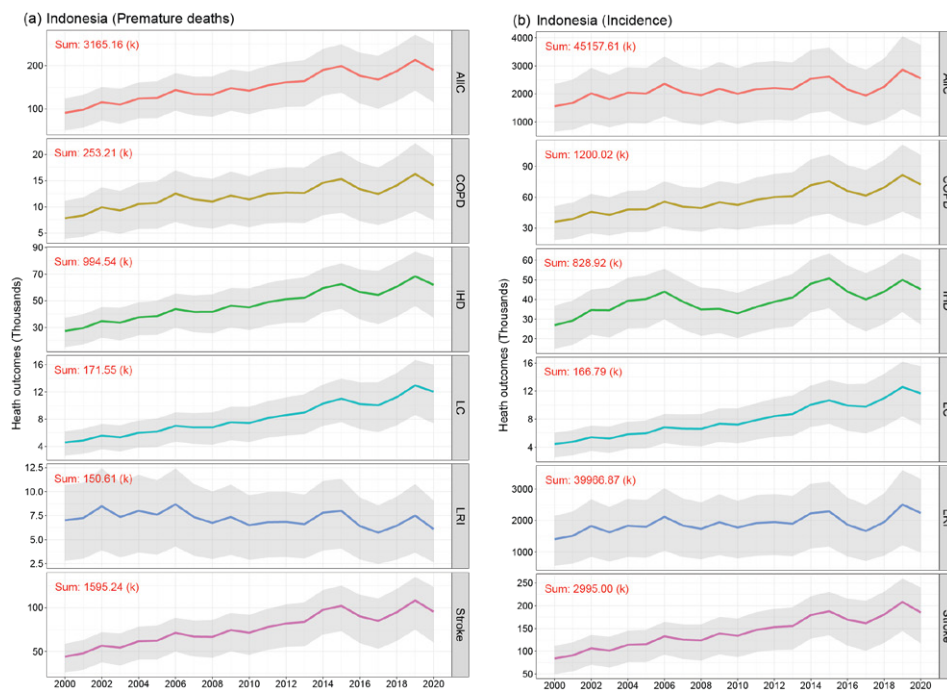 (a) Indonesia (Premature deaths)
Heath outcomes (Thousands)
Sum: 3165.16 (k)
200
100
AllC
Sum: 253.21 (k)
20
15
10
5
COPD
Sum: 994.54 (k)
90
70
50
30
IHD
Sum: 171.55 (k)
16
12
8
4
LC
Sum: 150.61 (k)
12.5
10.0
7.5
5.0
2.5
LRI
Sum: 1595.24 (k)
100
50
Stroke
2000 2002 2004 2006 2008 2010 2012 2014 2016 2018 2020
(b) Indonesia (Incidence)
Heath outcomes (Thousands)
Sum: 45157.61 (k)
4000
3000
2000
1000
Sum: 1200.02 (k)
90
60
30
Sum: 828.92 (k)
60
50
40
30
20
Sum: 166.79 (k)
16
12
8
4
Sum: 39966.87 (k)
3000
2000
1000
Sum: 2995.00 (k)
250
200
150
100
50
2000 2002 2004 2006 2008 2010 2012 2014 2016 2018 2020